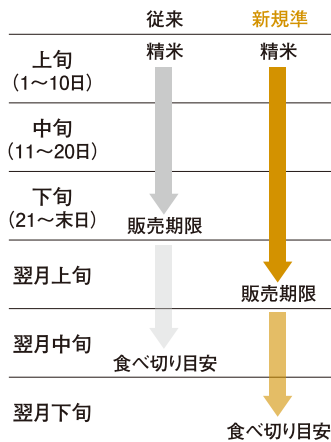 従来 新規準
上旬 精米 精米
(1〜10日)
中旬
(11〜20日)
下旬
(21〜末日) 販売期限
翌月上旬 販売期限
翌月中旬 食べ切り目安
翌月下旬 食べ切り目安